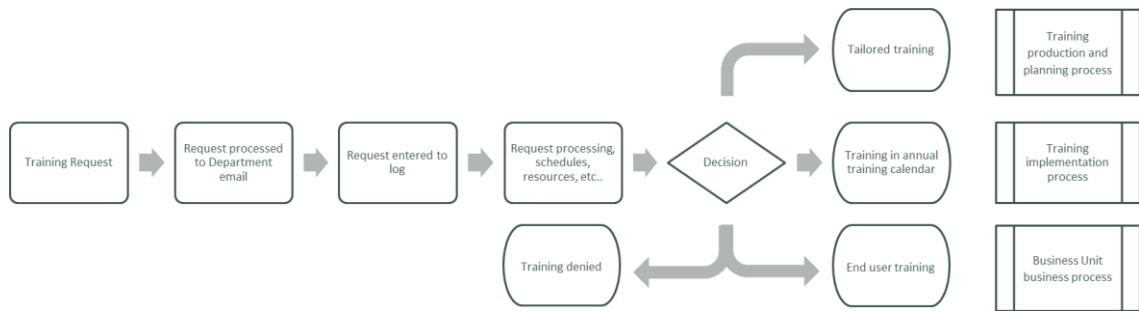 Tailored training
Training
production and
planning process
Training Request
Request processed
to Department
email
Request entered to
log
Request processing,
schedules,
resources, etc..
Decision
Training in annual
training calendar
Training
implementation
process
Training denied
End user training
Business Unit
business process